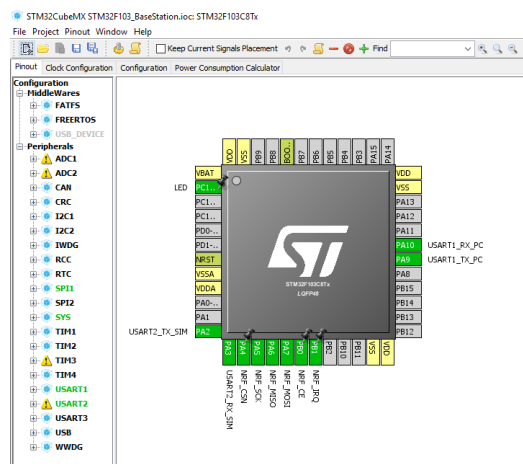 STM32CubeMX STM32F103_BaseStation.ioc: STM32F103C8Tx
File Project Pinout Window Help
Keep Current Signals Placement
Find
Pinout Clock Configuration Configuration Power Consumption Calculator
Configuration
MiddleWares
FATFS
FREERTOS
USB_DEVICE
Peripherals
ADC1
ADC2
CAN
CRC
I2C1
I2C2
IWDG
RCC
RTC
SPI1
SPI2
SYS
TIM1
TIM2
TIM3
TIM4
USART1
USART2
USART3
USB
WWDG
VDD
VSS
PB9
PB8
BOO..
PB7
PB6
PB5
PB4
PB3
PA15
PA14
LED
USART2_TX_SIM
VBAT
PC1..
PC1..
PC1..
PD0-..
PD1-..
NRST
VSSA
VDDA
PA0-..
PA1
PA2
ST
STM32F103C8Tx
LQFP48
VDD
VSS
PA13
PA12
PA11
PA10 USART1_RX_PC
PA9 USART1_TX_PC
PA8
PB15
PB14
PB13
PB12
PA3
PA4
PA5
PA6
PA7
PB0
PB1
PB2
PB10
PB11
VSS
VDD
USART2_RX_SIM
NRF_CSN
NRF_SCK
NRF_MISO
NRF_MOSI
NRF_CE
NRF_IRQ